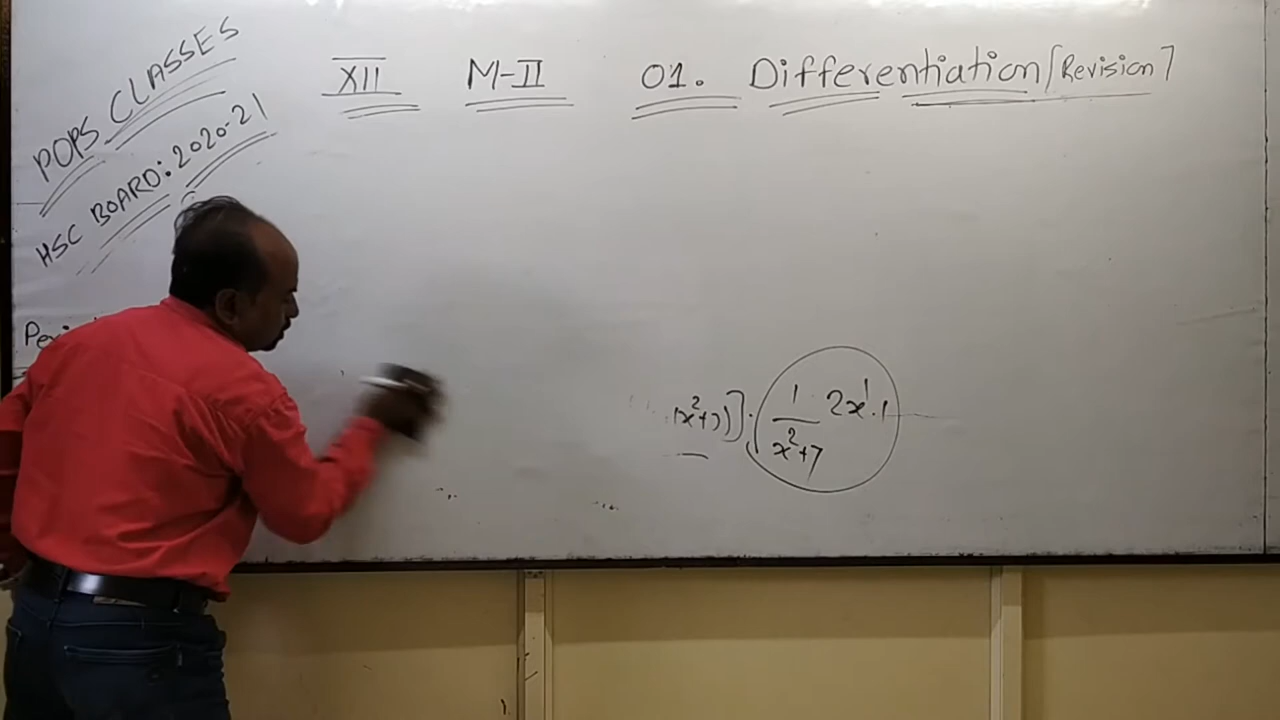 POPS CLASSES
HSC BOARD: 2020-21
XII M-II 01. Differentiation [Revision]
x²+7)]. 1/x²+7 2x¹.1